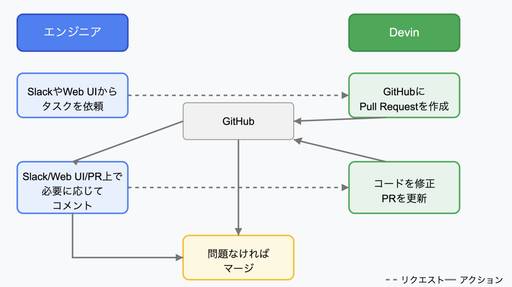 エンジニア
Devin
SlackやWeb UIから
タスクを依頼
GitHubに
Pull Requestを作成
GitHub
Slack/Web UI/PR上で
必要に応じて
コメント
コードを修正
PRを更新
問題なければ
マージ
リクエスト
アクション